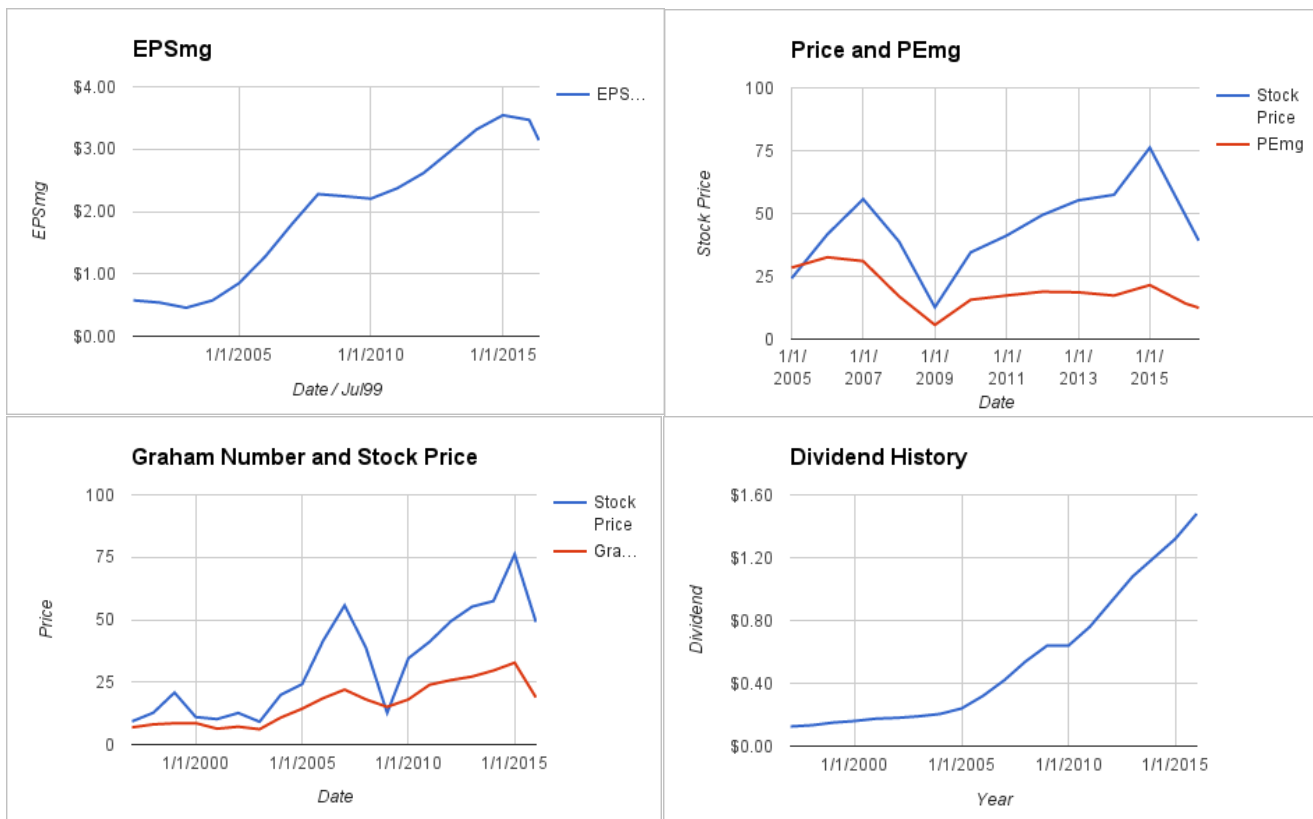 EPSmg
$4.00
$3.00
$2.00
$1.00
$0.00
EPSmg
1/1/2005
1/1/2010
1/1/2015
Date / Jul99
EPS…
Price and PEmg
100
75
50
25
0
Stock Price
1/1/
2005
1/1/
2007
1/1/
2009
1/1/
2011
1/1/
2013
1/1/
2015
Date
Stock
Price
PEmg
Graham Number and Stock Price
100
75
50
25
0
Price
1/1/2000
1/1/2005
1/1/2010
1/1/2015
Date
Stock
Price
Gra…
Dividend History
$1.60
$1.20
$0.80
$0.40
$0.00
Dividend
1/1/2000
1/1/2005
1/1/2010
1/1/2015
Year